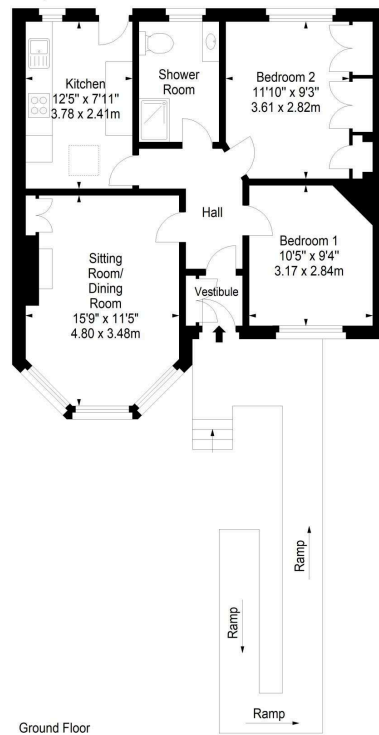 Kitchen
12'5" x 7'11"
3.78 x 2.41m
Shower
Room
Bedroom 2
11'10" x 9'3"
3.61 x 2.82m
Hall
Bedroom 1
10'5" x 9'4"
3.17 x 2.84m
Sitting
Room/
Dining
Room
15'9" x 11'5"
4.80 x 3.48m
Vestibule
Ramp
Ramp
Ramp
Ground Floor